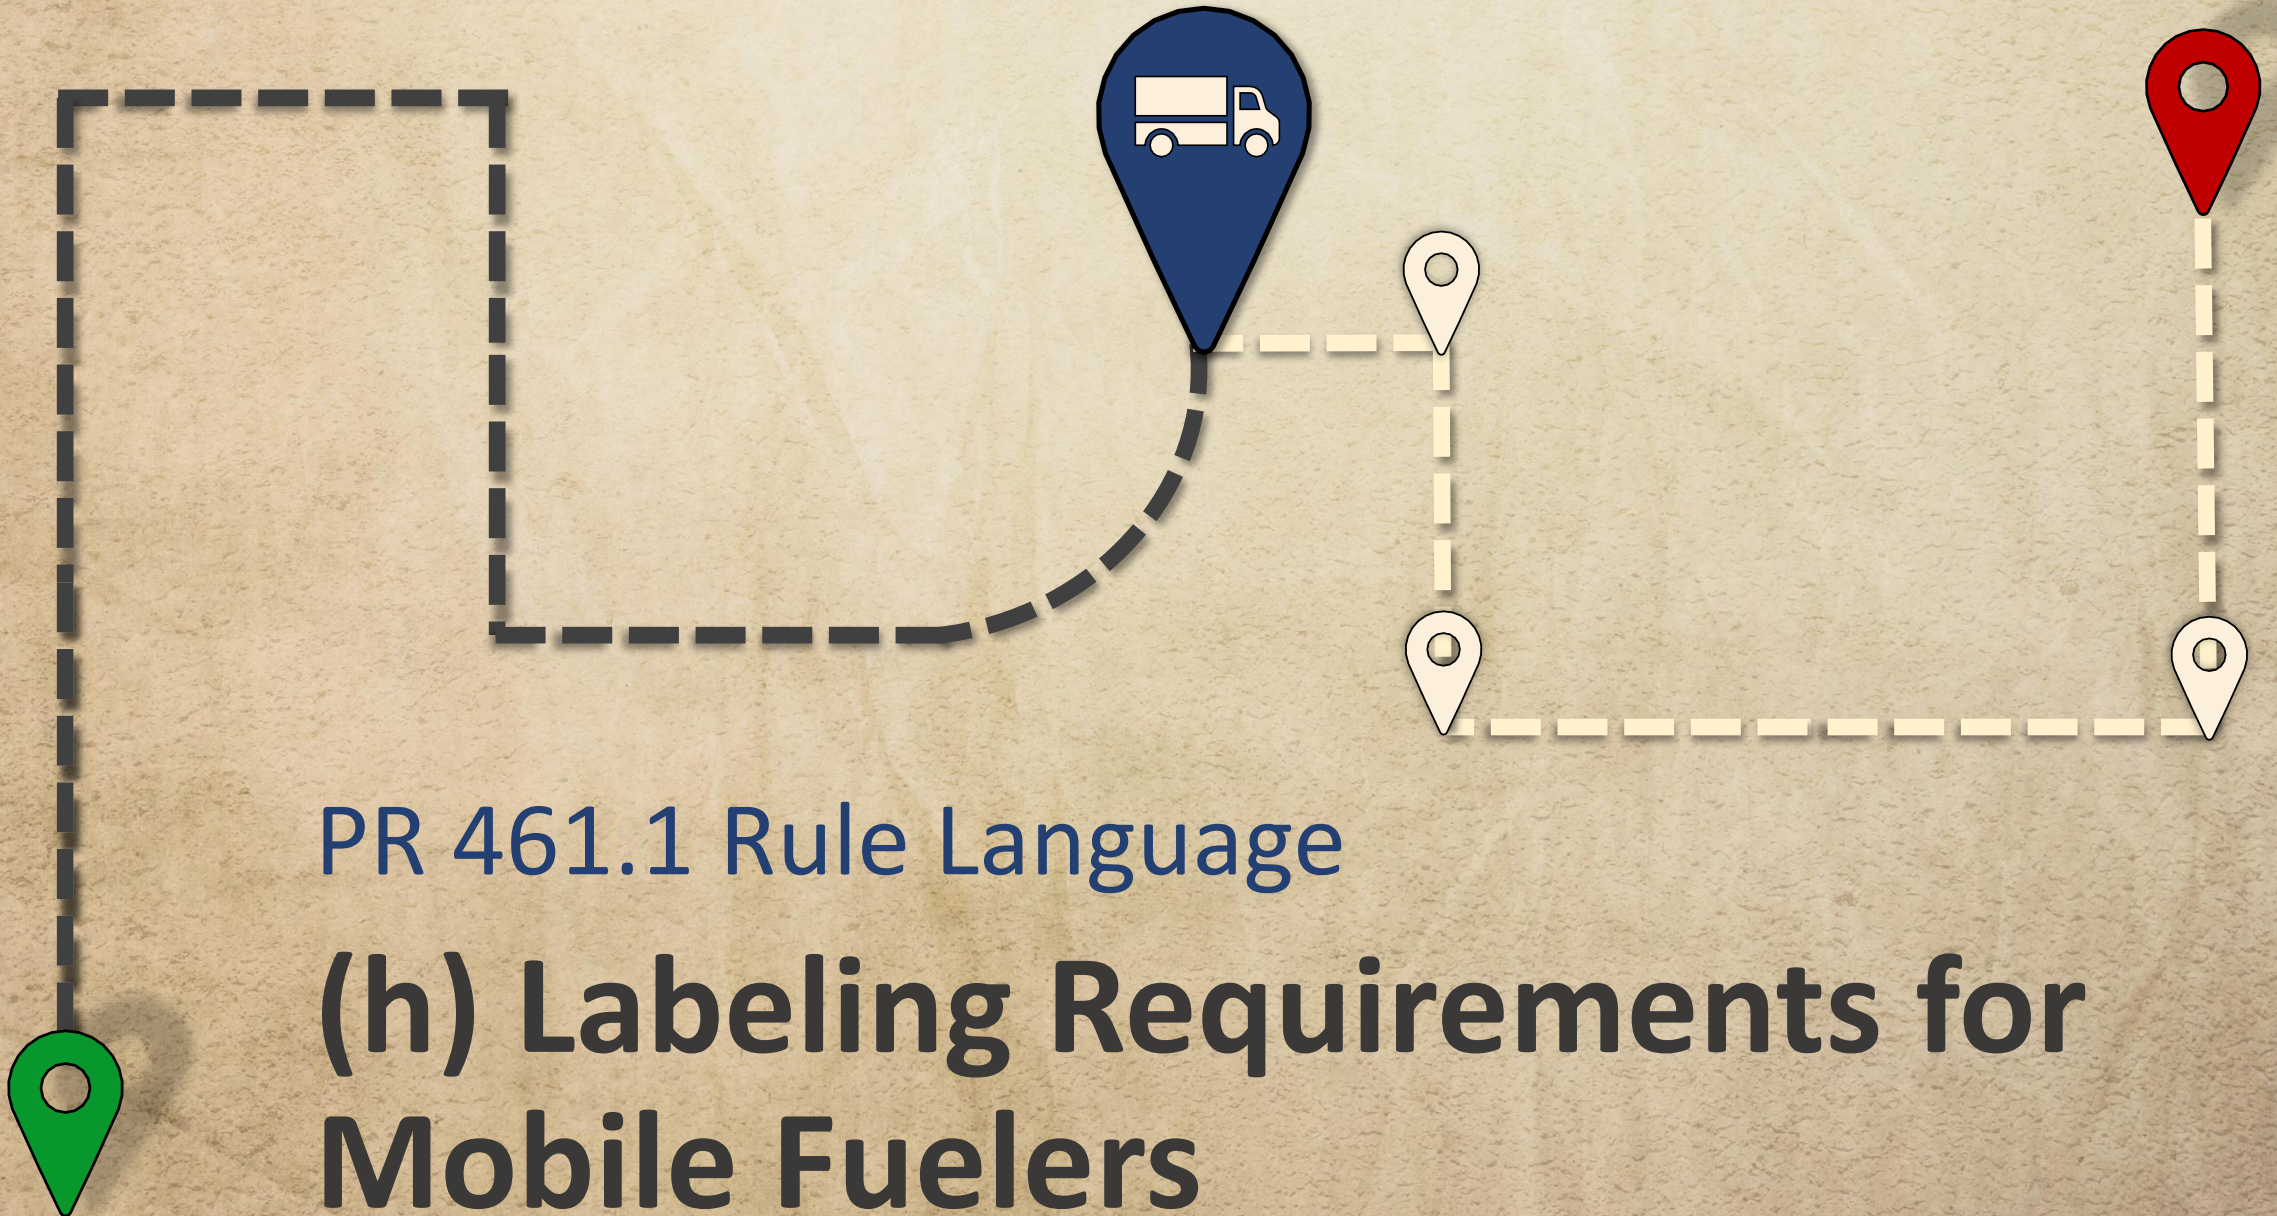 PR 461.1 Rule Language
(h) Labeling Requirements for
Mobile Fuelers